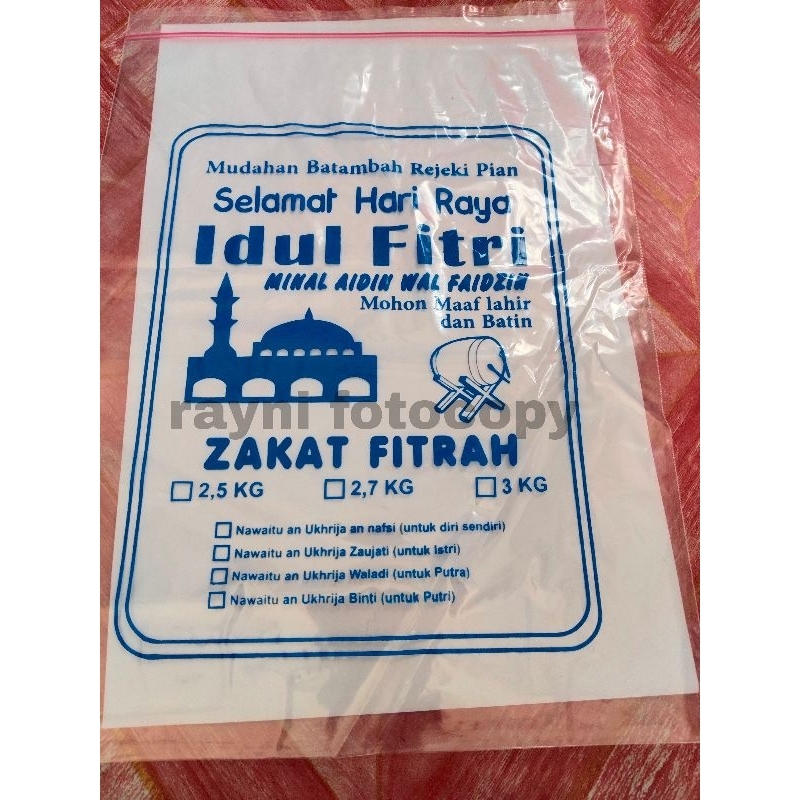 Mudahan Batambah Rejeki Pian
Selamat Hari Raya
Idul Fitri
MINAL AIDIN WAL FAIDZIN
Mohon Maaf lahir
dan Batin
rayni fotocopy
ZAKAT FITRAH
2,5 KG 2,7 KG 3 KG
Nawaitu an Ukhrija an nafsi (untuk diri sendiri)
Nawaitu an Ukhrija Zaujati (untuk Istri)
Nawaitu an Ukhrija Waladi (untuk Putra)
Nawaitu an Ukhrija Binti (untuk Putri)